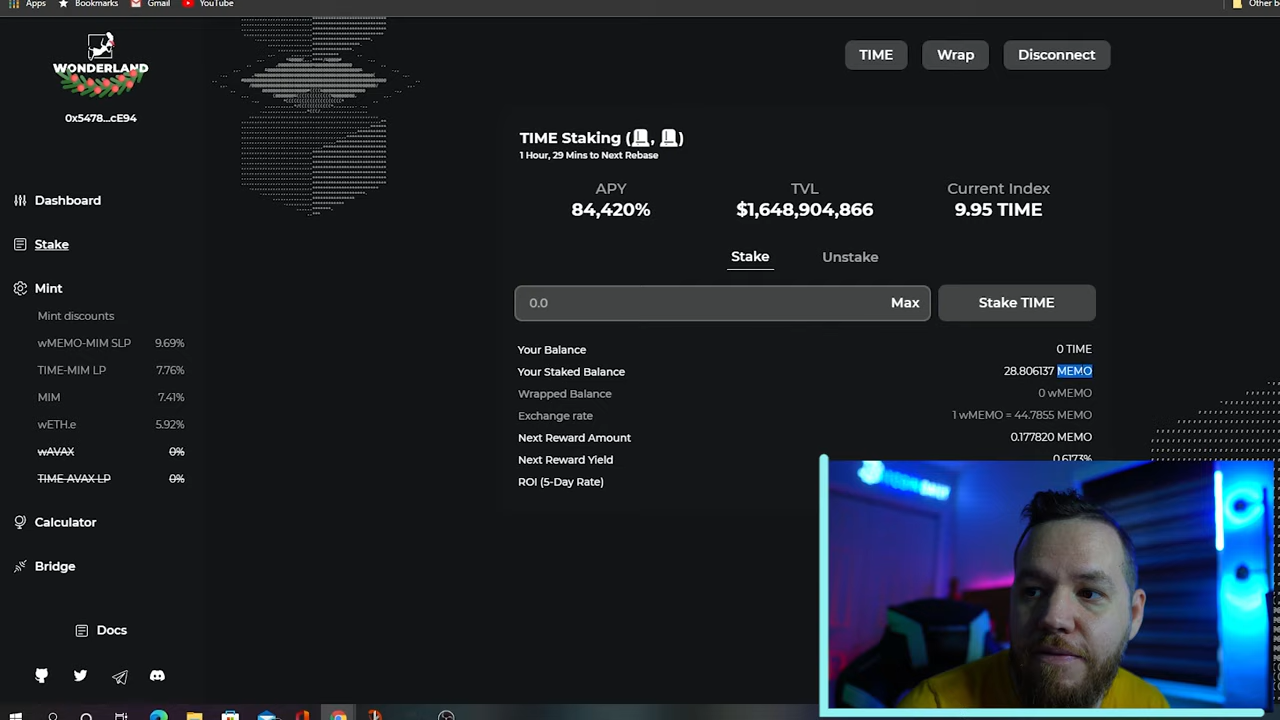 Apps Bookmarks Gmail YouTube
WONDERLAND
0x5478...cE94
Dashboard
Stake
Mint
Mint discounts
wMEMO-MIM SLP 9.69%
TIME-MIM LP 7.76%
MIM 7.41%
wETH.e 5.92%
wAVAX 0%
TIME-AVAX LP 0%
Calculator
Bridge
Docs
TIME
Disconnect
TIME Staking (🎩, 🎩)
1 Hour, 29 Mins to Next Rebase
APY TVL Current Index
84,420% $1,648,904,866 9.95 TIME
Stake Unstake
0.0 Max Stake TIME
Your Balance 0 TIME
Your Staked Balance 28.806137 MEMO
Wrapped Balance 0 wMEMO
Exchange rate 1 wMEMO = 44.7855 MEMO
Next Reward Amount 0.177820 MEMO
Next Reward Yield 0.6173%
ROI (5-Day Rate)